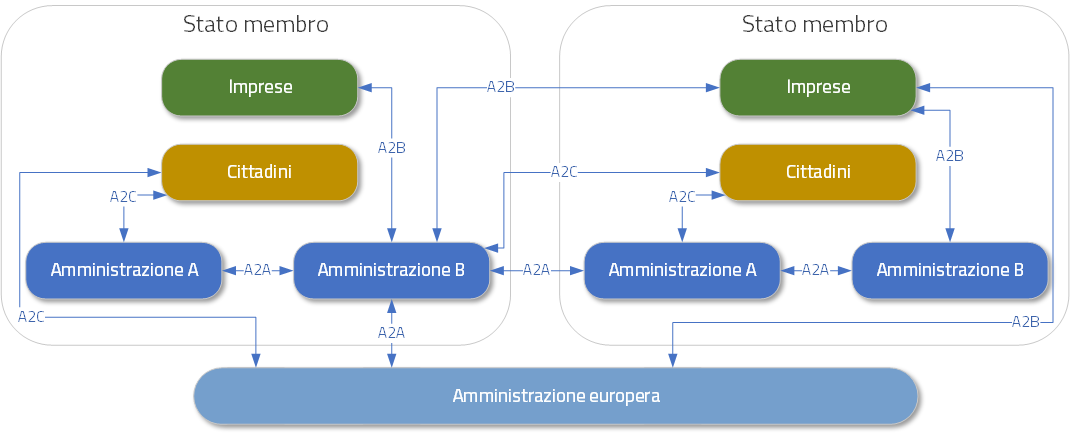 Stato membro
Stato membro
Imprese
A2B
Imprese
A2B
A2B
Cittadini
A2C
Cittadini
A2C
A2C
Amministrazione A
A2A
Amministrazione B
A2A
Amministrazione A
A2A
Amministrazione B
A2C
A2A
A2B
Amministrazione europera